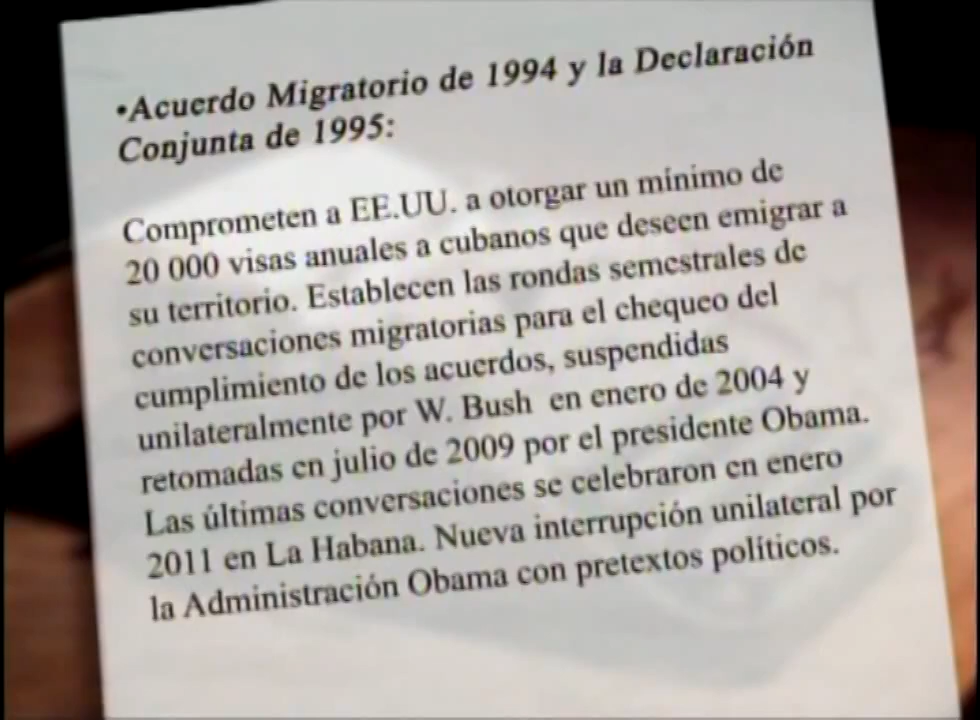 •Acuerdo Migratorio de 1994 y la Declaración
Conjunta de 1995:
Comprometen a EE.UU. a otorgar un mínimo de
20 000 visas anuales a cubanos que deseen emigrar a
su territorio. Establecen las rondas semestrales de
conversaciones migratorias para el chequeo del
cumplimiento de los acuerdos, suspendidas
unilateralmente por W. Bush en enero de 2004 y
retomadas en julio de 2009 por el presidente Obama.
Las últimas conversaciones se celebraron en enero
2011 en La Habana. Nueva interrupción unilateral por
la Administración Obama con pretextos políticos.